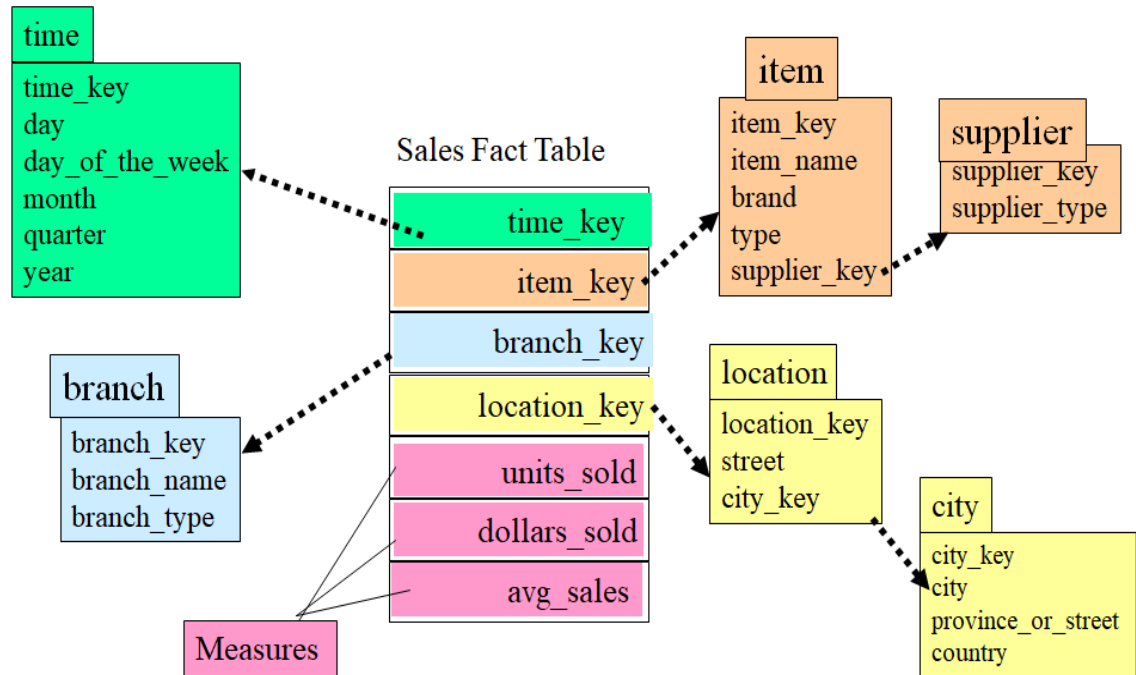 time
time_key
day
day_of_the_week
month
quarter
year
Sales Fact Table
time_key
item_key
branch_key
location_key
units_sold
dollars_sold
avg_sales
Measures
branch
branch_key
branch_name
branch_type
item
item_key
item_name
brand
type
supplier_key
supplier
supplier_key
supplier_type
location
location_key
street
city_key
city
city_key
city
province_or_street
country